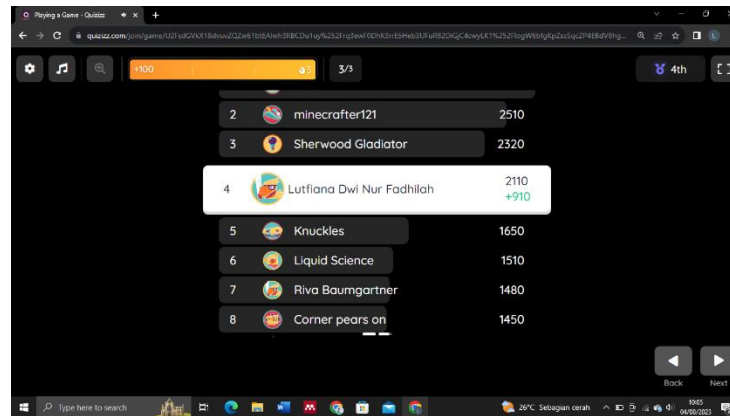 Playing a Game - Quizizz
quizizz.com/join/game/
+100
3
3/3
4th
2 minecrafter121 2510
3 Sherwood Gladiator 2320
4 Lutfiana Dwi Nur Fadhilah 2110
+910
5 Knuckles 1650
6 Liquid Science 1510
7 Riva Baumgartner 1480
8 Corner pears on 1450
Back Next
Type here to search
26°C Sebagian cerah
04/08/2023